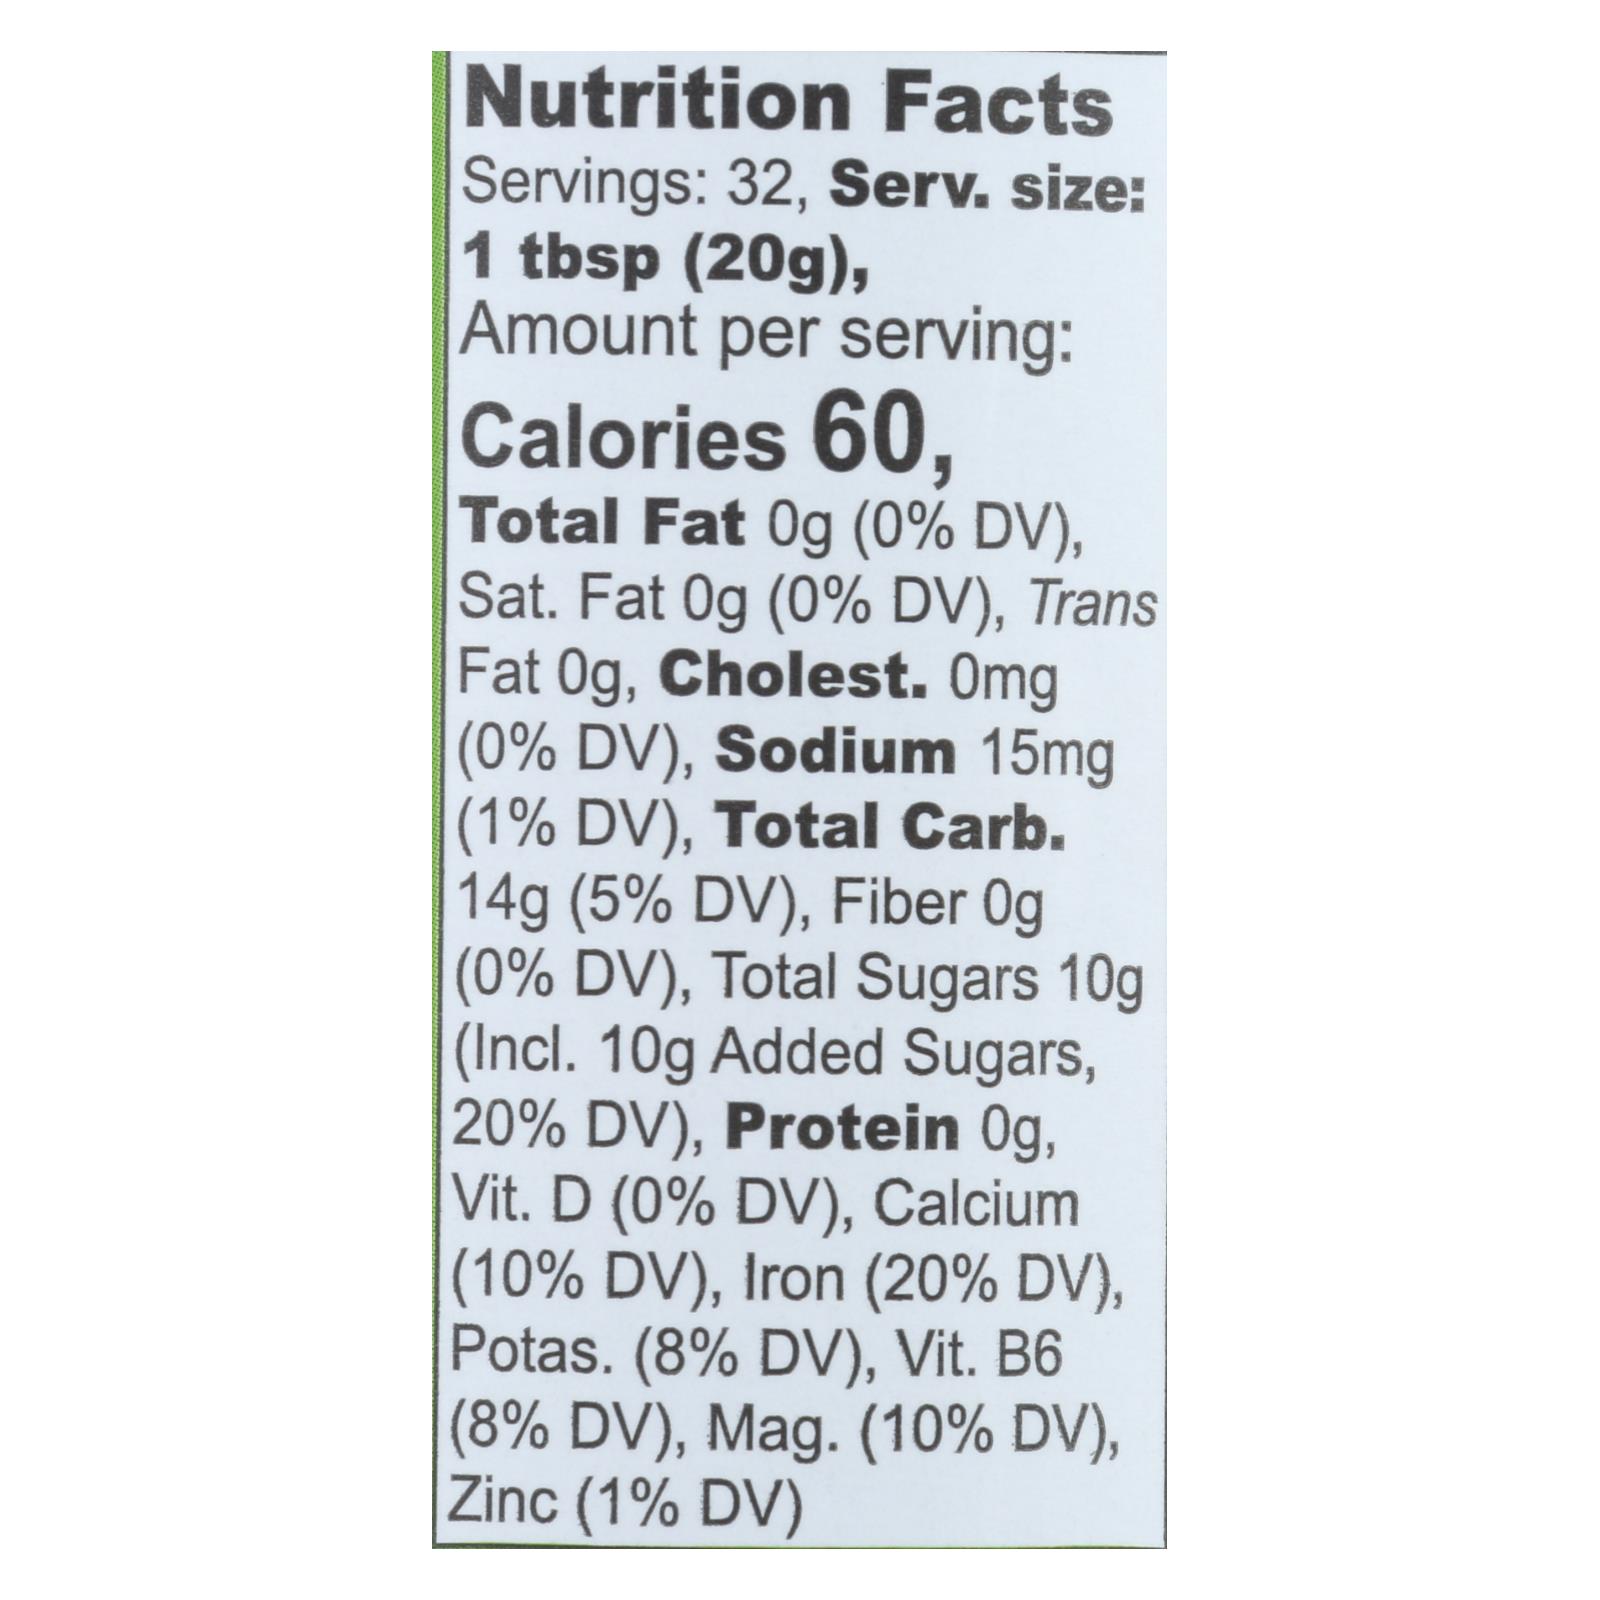 Nutrition Facts
Servings: 32, Serv. size:
1 tbsp (20g),
Amount per serving:
Calories 60,
Total Fat 0g (0% DV),
Sat. Fat 0g (0% DV), Trans
Fat 0g, Cholest. 0mg
(0% DV), Sodium 15mg
(1% DV), Total Carb.
14g (5% DV), Fiber 0g
(0% DV), Total Sugars 10g
(Incl. 10g Added Sugars,
20% DV), Protein 0g,
Vit. D (0% DV), Calcium
(10% DV), Iron (20% DV),
Potas. (8% DV), Vit. B6
(8% DV), Mag. (10% DV),
Zinc (1% DV)